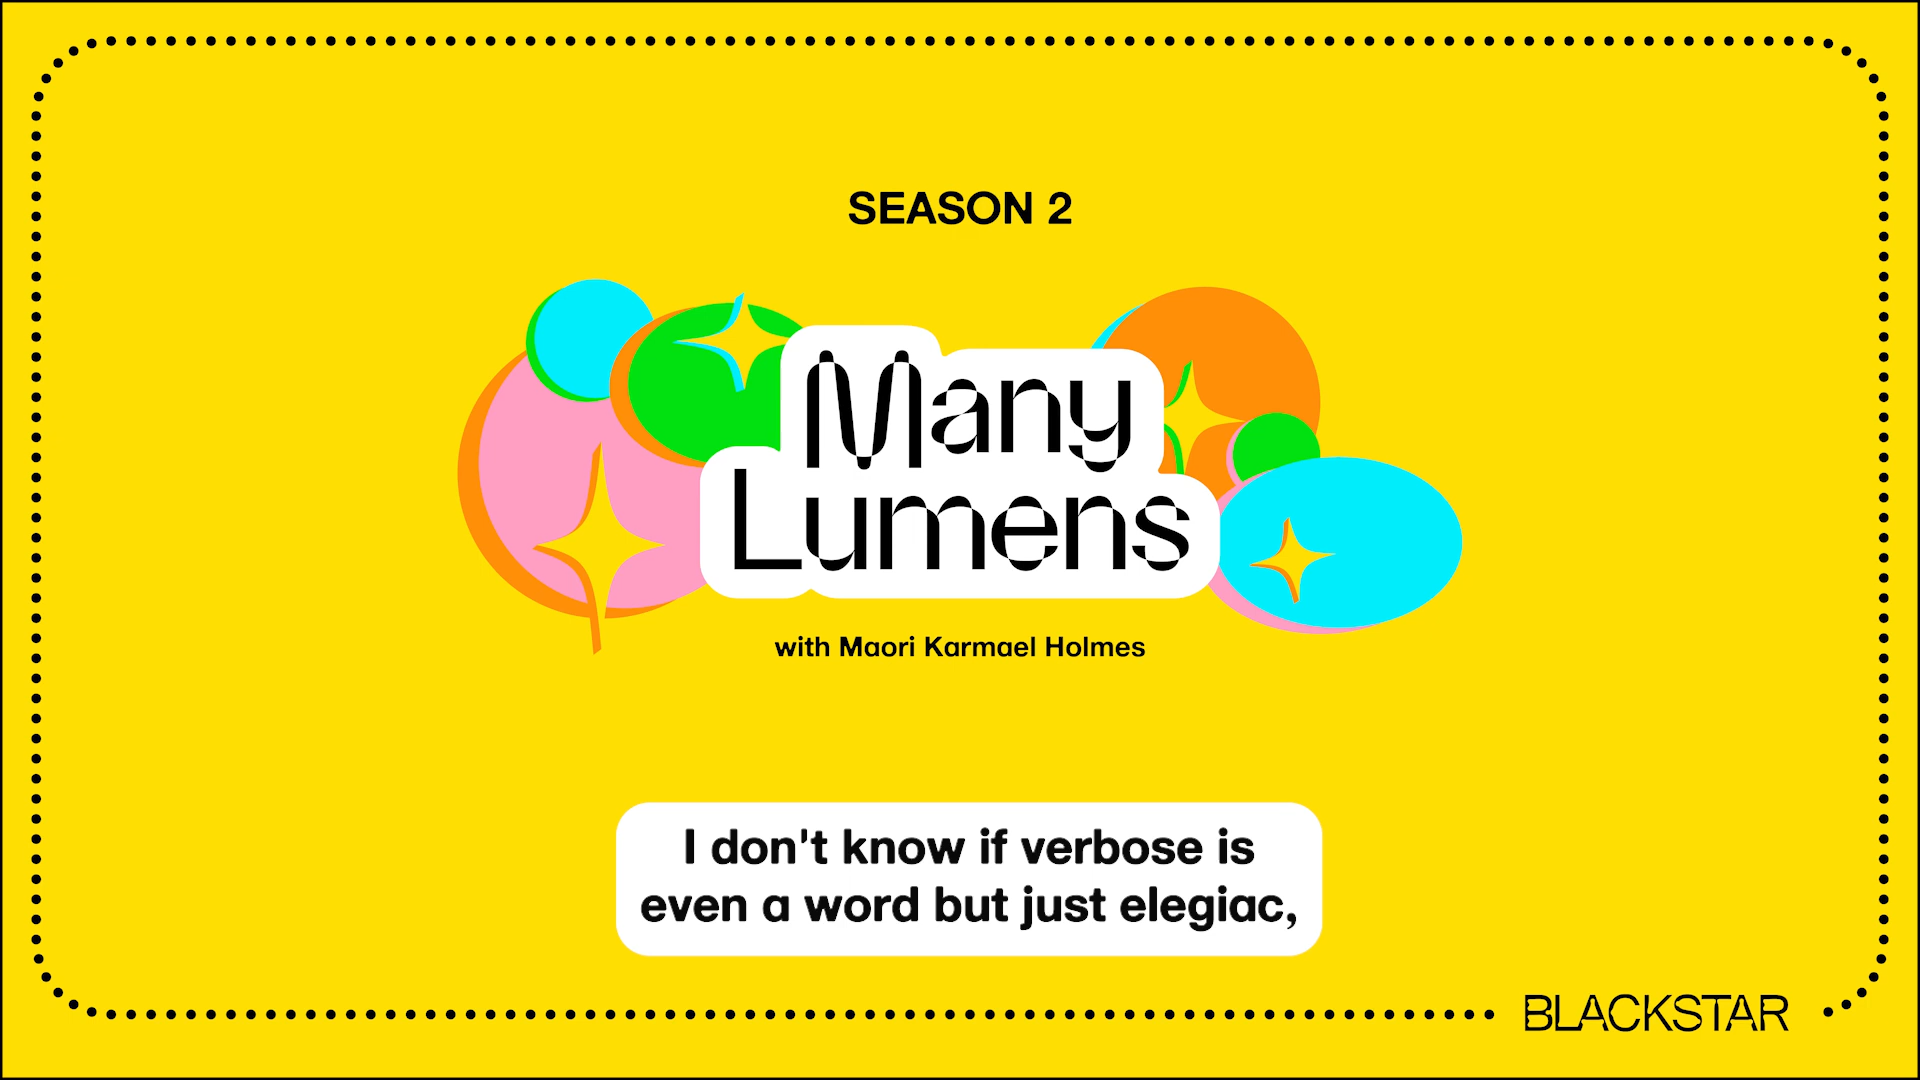 SEASON 2
Many
Lumens
with Maori Karmael Holmes
I don't know if verbose is
even a word but just elegiac,
BLACKSTAR